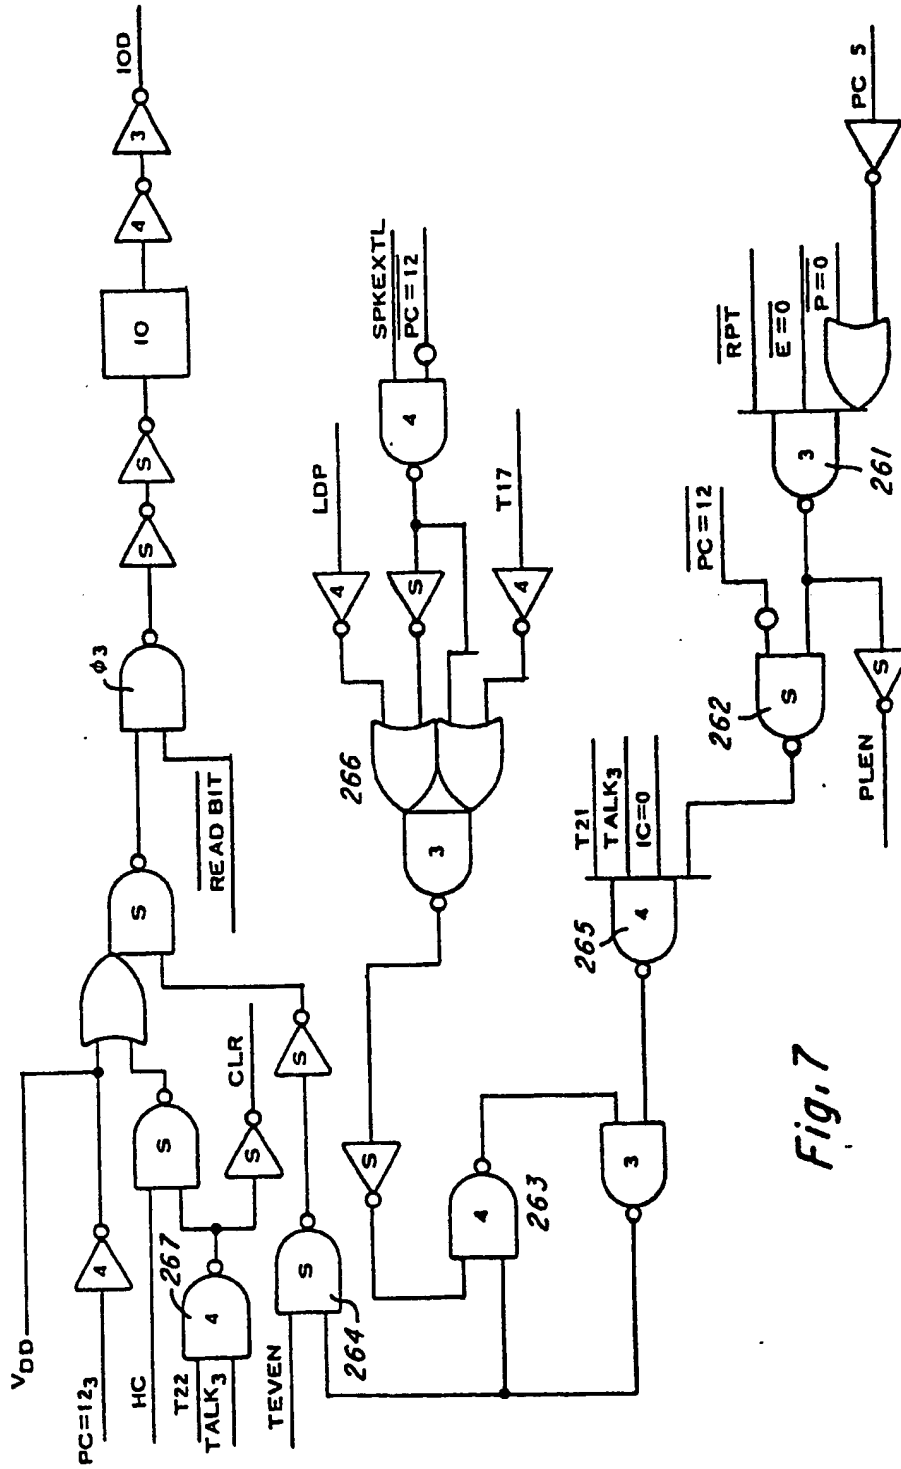 VDD
PC=12₃
4
HC
T22
TALK₃
4
267
S
CLR
S
TEVEN
S
264
S
S
READ BIT
φ3
S
S
IO
4
3
IOD
LDP
4
SPKEXTL
PC=12
4
S
T17
4
266
3
S
4
263
3
T21
TALK₃
IC=0
4
265
PC=12
S
262
S
PLEN
RPT
E=0
P=0
3
261
PC 5
Fig. 7